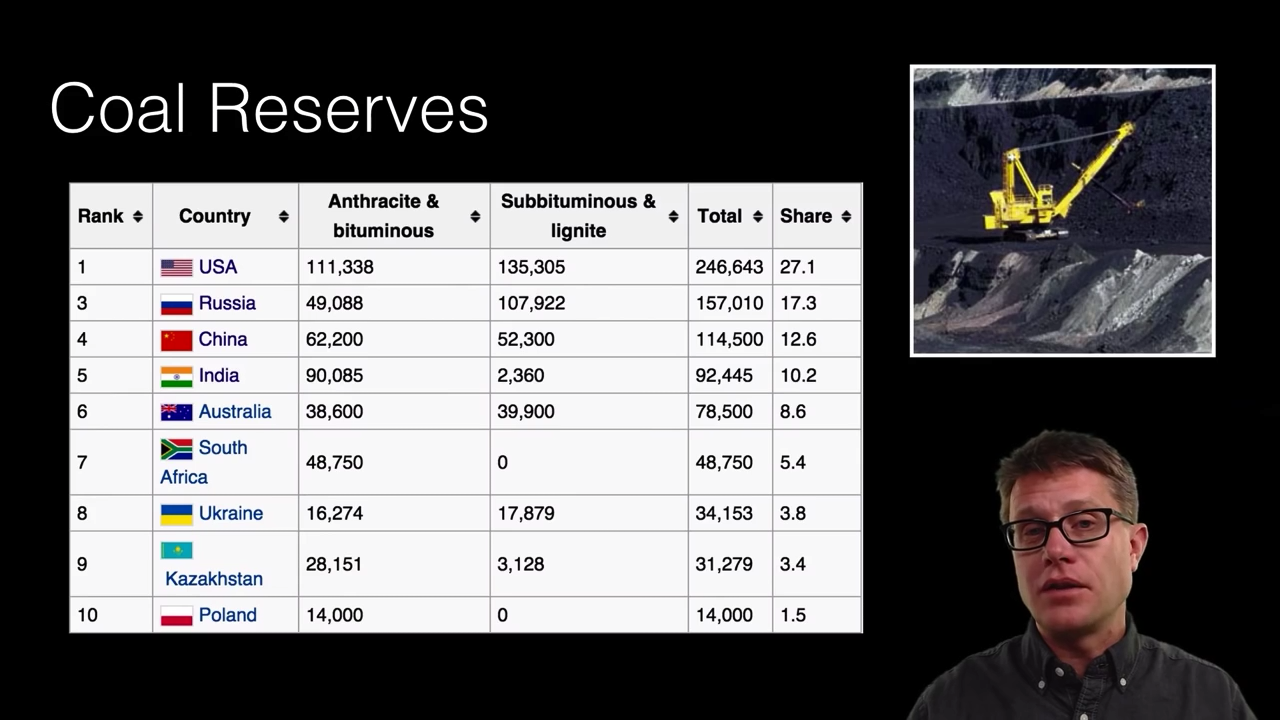 Coal Reserves
Rank Country Anthracite & bituminous Subbituminous & lignite Total Share
1 USA 111,338 135,305 246,643 27.1
3 Russia 49,088 107,922 157,010 17.3
4 China 62,200 52,300 114,500 12.6
5 India 90,085 2,360 92,445 10.2
6 Australia 38,600 39,900 78,500 8.6
7 South Africa 48,750 0 48,750 5.4
8 Ukraine 16,274 17,879 34,153 3.8
9 Kazakhstan 28,151 3,128 31,279 3.4
10 Poland 14,000 0 14,000 1.5